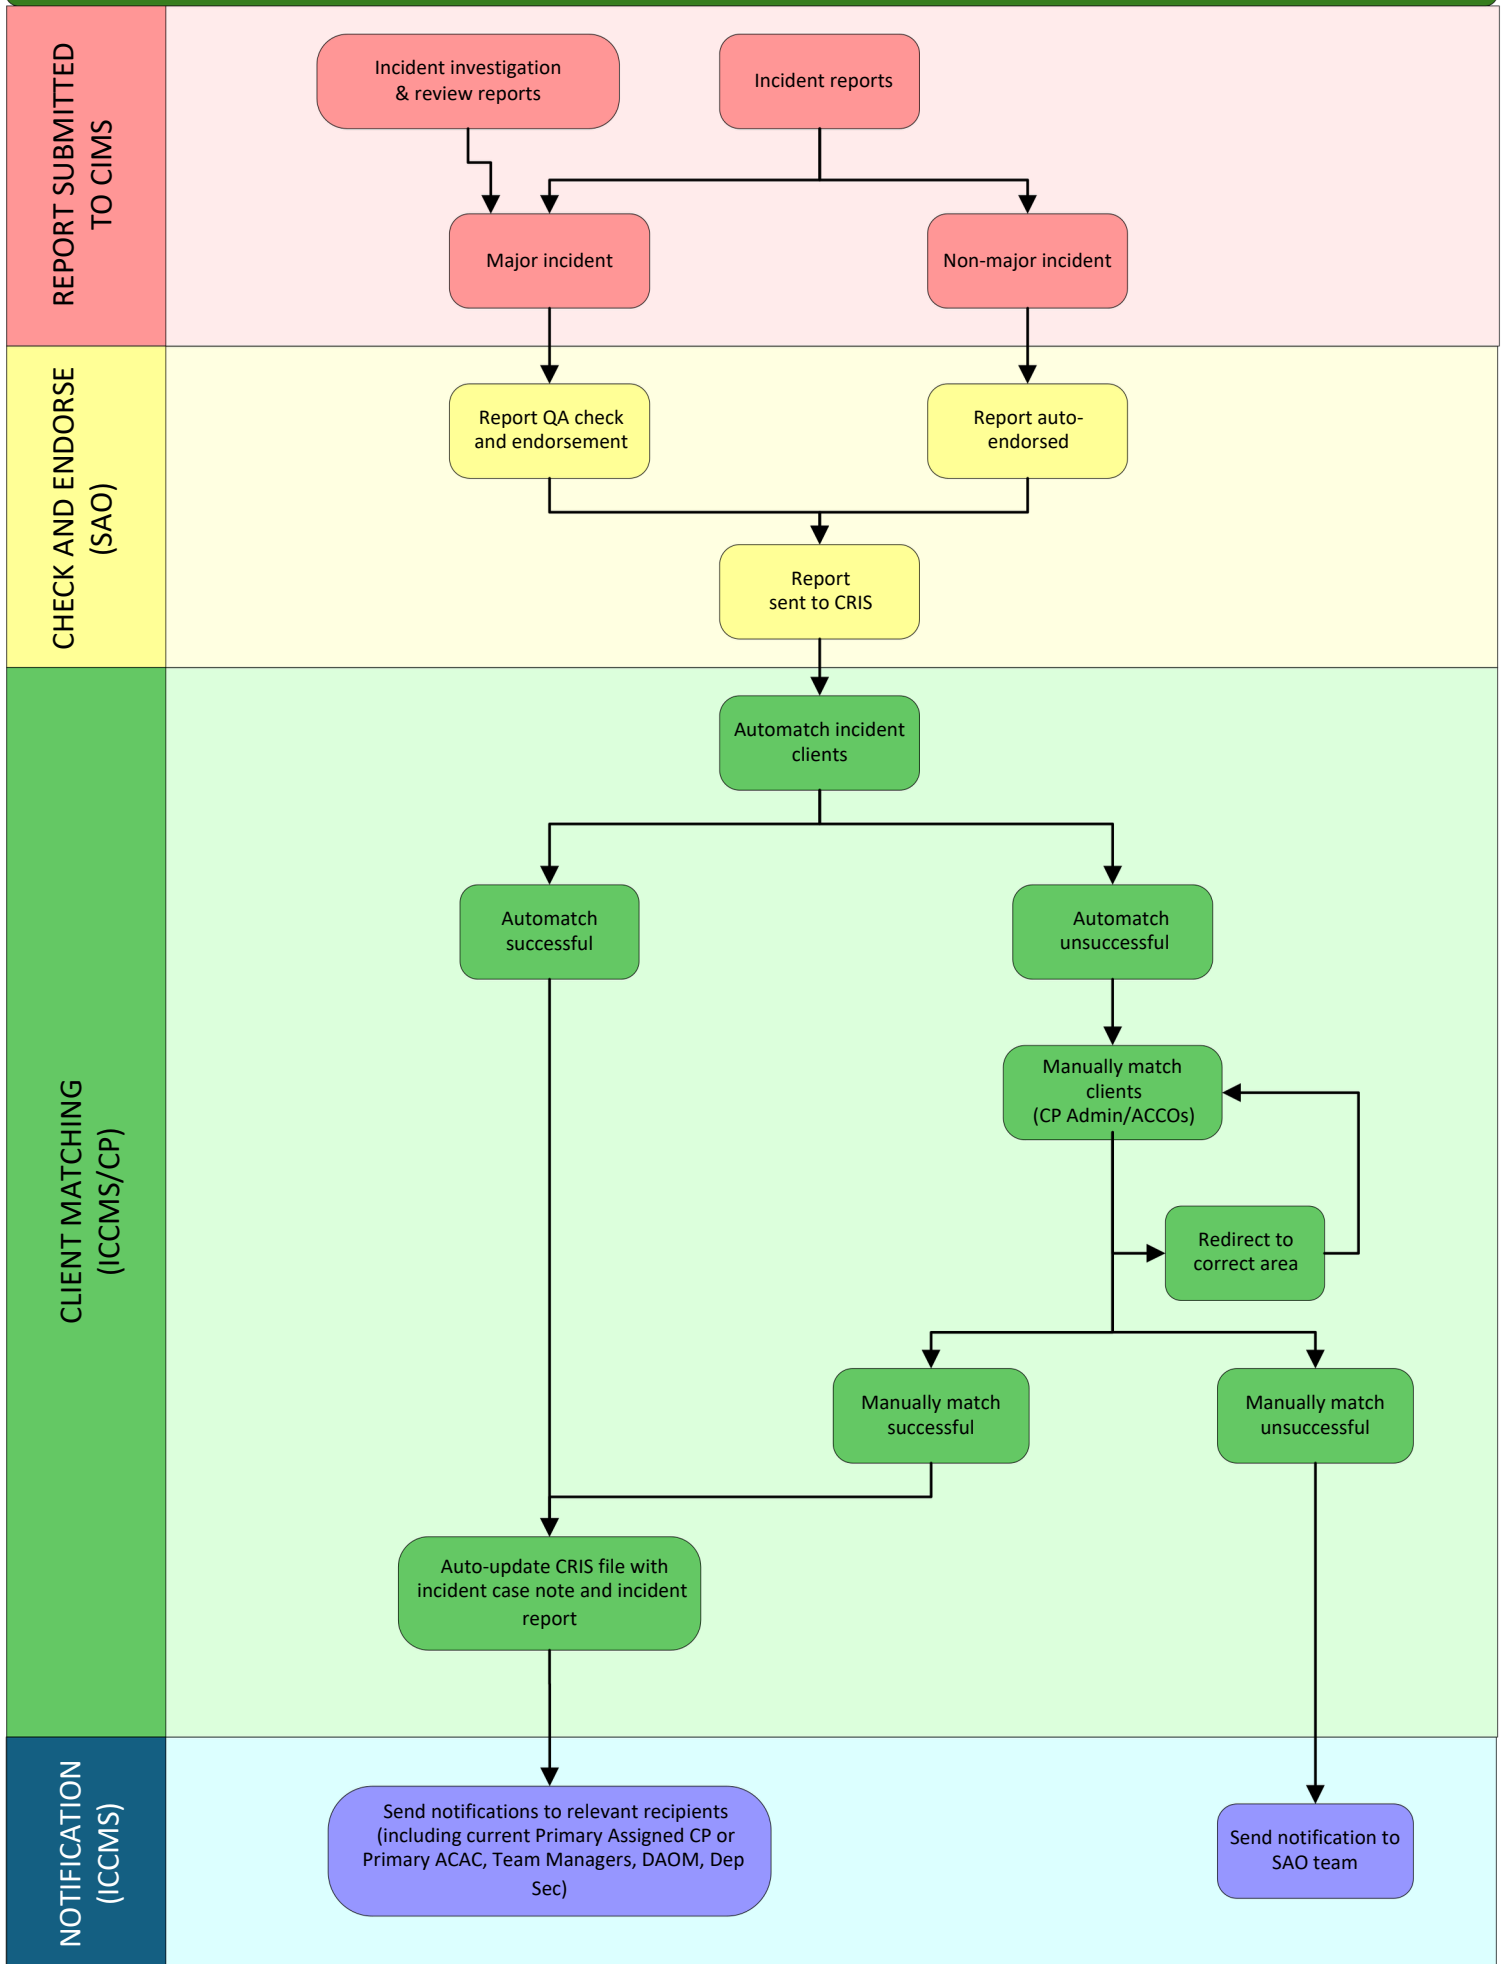 REPORT SUBMITTED
TO CIMS
Incident investigation
& review reports
Incident reports
Major incident
Non-major incident
CHECK AND ENDORSE
(SAO)
Report QA check
and endorsement
Report auto-
endorsed
Report
sent to CRIS
CLIENT MATCHING
(ICCMS/CP)
Automatch incident
clients
Automatch
successful
Automatch
unsuccessful
Manually match
clients
(CP Admin/ACCOs)
Redirect to
correct area
Manually match
successful
Manually match
unsuccessful
Auto-update CRIS file with
incident case note and incident
report
NOTIFICATION
(ICCMS)
Send notifications to relevant recipients
(including current Primary Assigned CP or
Primary ACAC, Team Managers, DAOM, Dep
Sec)
Send notification to
SAO team